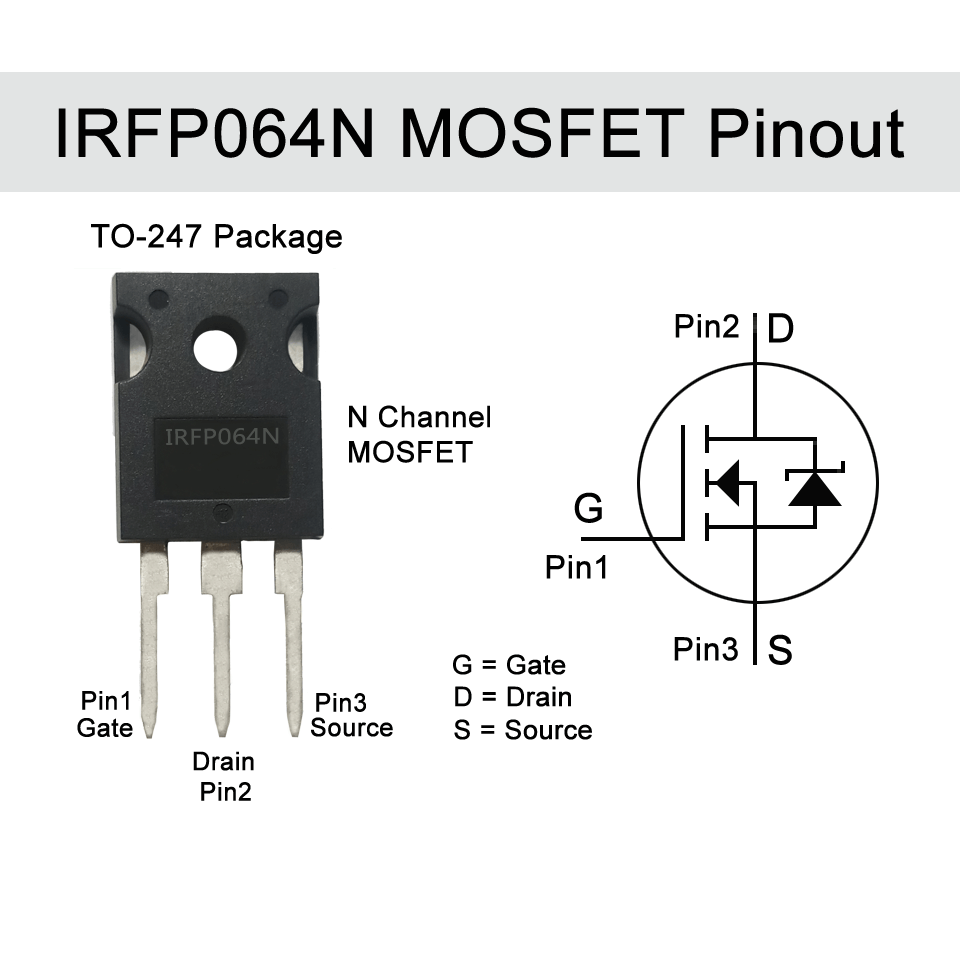 IRFP064N MOSFET Pinout
TO-247 Package
IRFP064N
N Channel
MOSFET
Pin1
Gate
Drain
Pin2
Pin3
Source
Pin2 D
G
Pin1
Pin3 S
G = Gate
D = Drain
S = Source